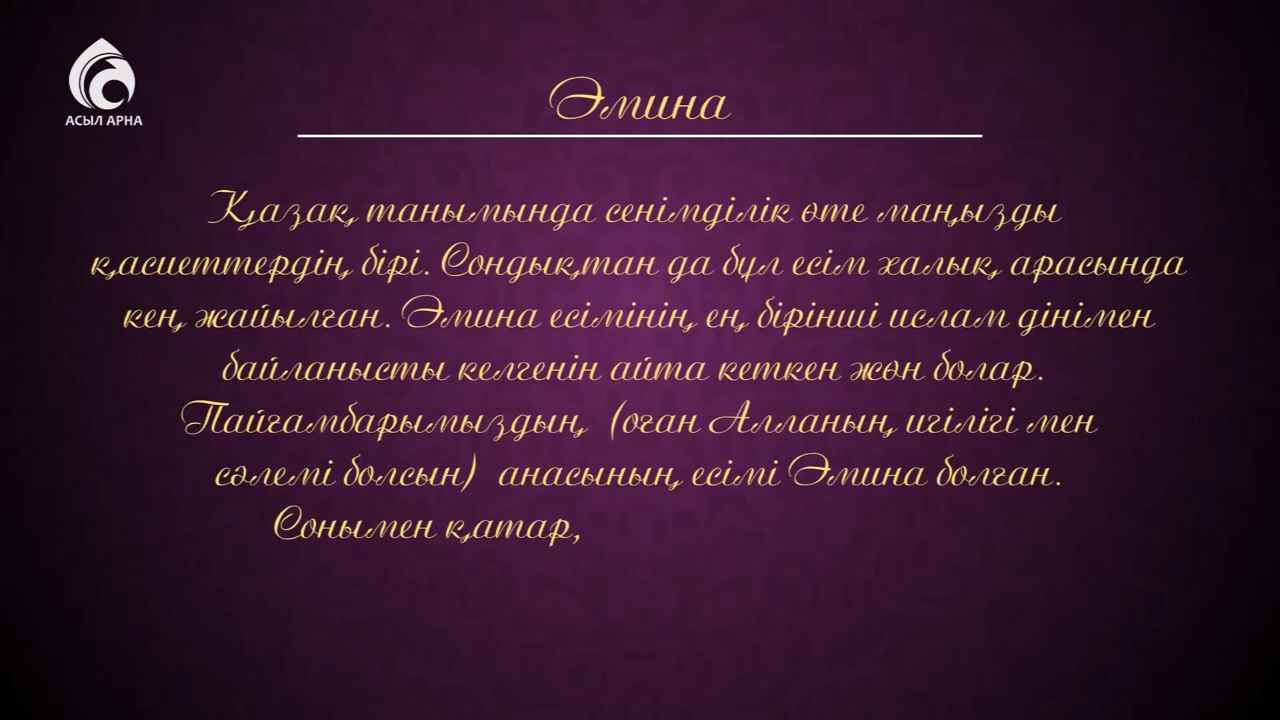 АСЫЛ АРНА
Әмина
Қазақ танымында сенімділік өте маңызды
қасиеттердің бірі. Сондықтан да бұл есім халық арасында
кең жайылған. Әмина есімінің ең бірінші ислам дінімен
байланысты келгенін айта кеткен жөн болар.
Пайғамбарымыздың (оған Алланың игілігі мен
сәлемі болсын) анасының есімі Әмина болған.
Сонымен қатар,